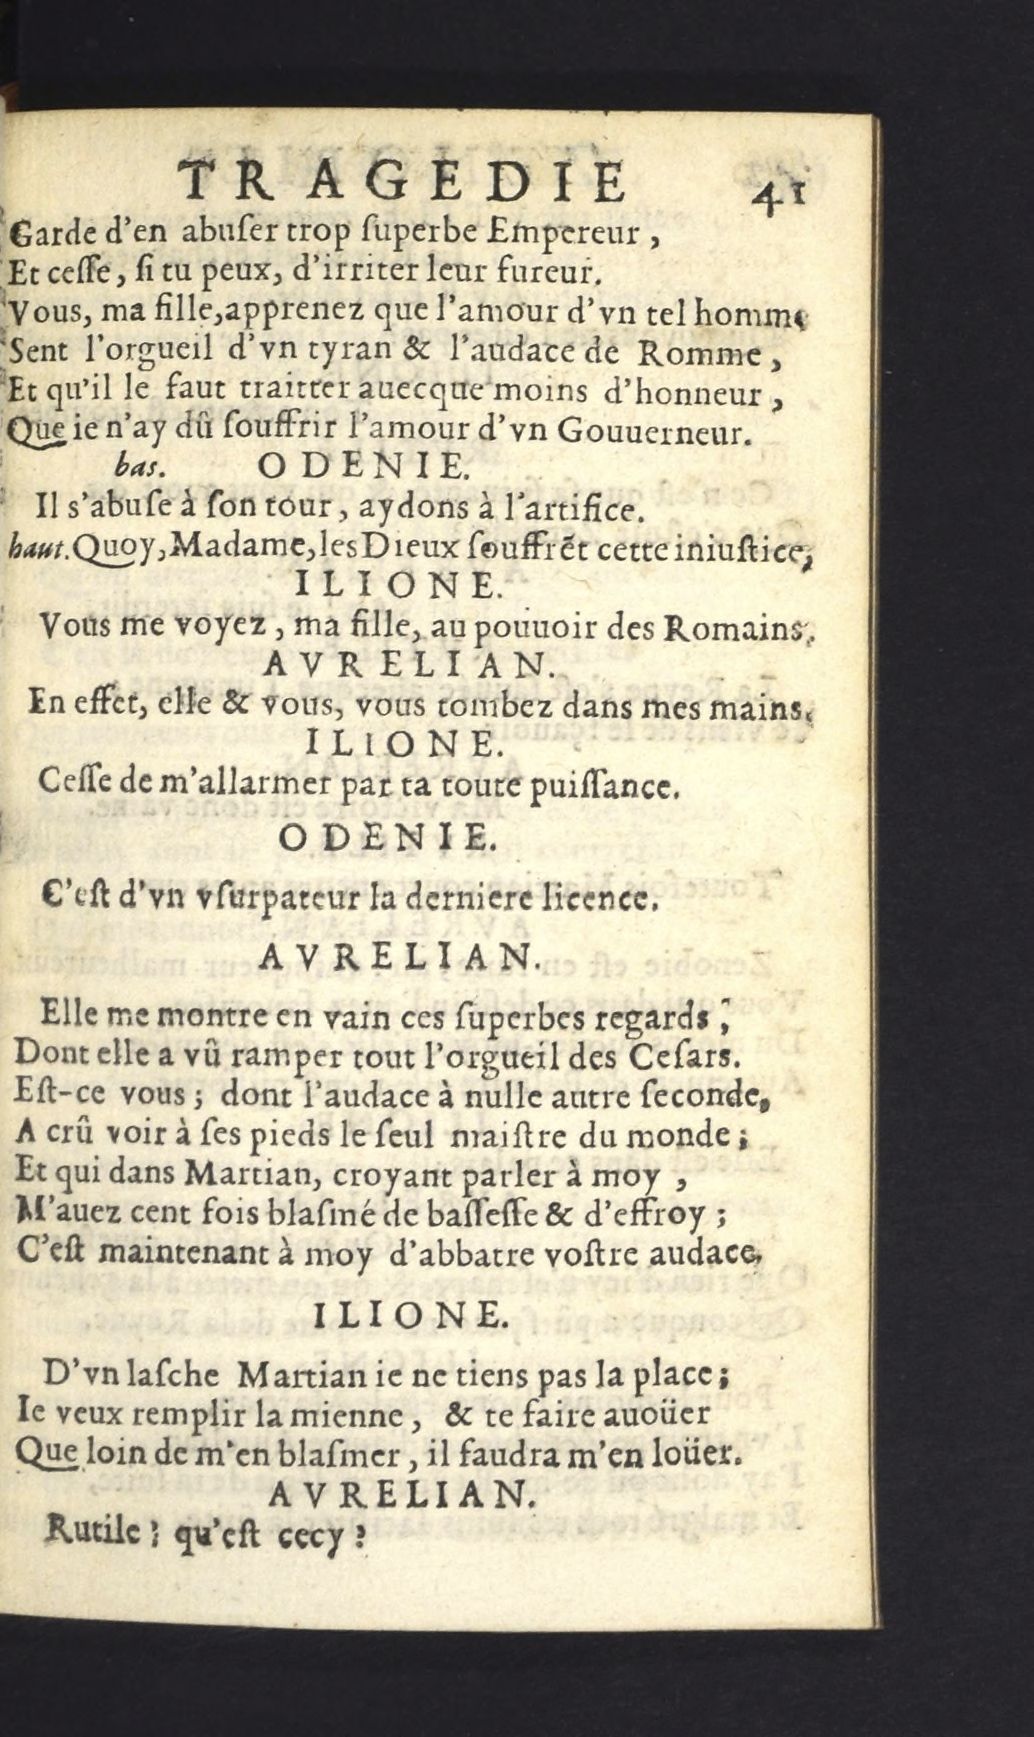 TRAGEDIE 41
Garde d'en abuſer trop ſuperbe Empereur,
Et ceſſe, ſi tu peux, d'irriter leur fureur.
Vous, ma fille, apprenez que l'amour d'vn tel homme
Sent l'orgueil d'vn tyran & l'audace de Romme,
Et qu'il le faut traitter auecque moins d'honneur,
Que ie n'ay dû ſouffrir l'amour d'vn Gouuerneur.
bas. ODENIE.
Il s'abuſe à ſon tour, aydons à l'artifice.
haut. Quoy, Madame, les Dieux ſouffrẽt cette iniuſtice,
ILIONE.
Vous me voyez, ma fille, au pouuoir des Romains.
AVRELIAN.
En effet, elle & vous, vous tombez dans mes mains.
ILIONE.
Ceſſe de m'allarmer par ta toute puiſſance.
ODENIE.
C'eſt d'vn vſurpateur la derniere licence.
AVRELIAN.
Elle me montre en vain ces ſuperbes regards,
Dont elle a vû ramper tout l'orgueil des Ceſars.
Eſt-ce vous; dont l'audace à nulle autre ſeconde,
A crû voir à ſes pieds le ſeul maiſtre du monde;
Et qui dans Martian, croyant parler à moy,
M'auez cent fois blaſmé de baſſeſſe & d'effroy;
C'eſt maintenant à moy d'abbatre voſtre audace,
ILIONE.
D'vn laſche Martian ie ne tiens pas la place;
Ie veux remplir la mienne, & te faire auoüer
Que loin de m'en blaſmer, il faudra m'en loüer.
AVRELIAN.
Rutile? qu'eſt cecy?